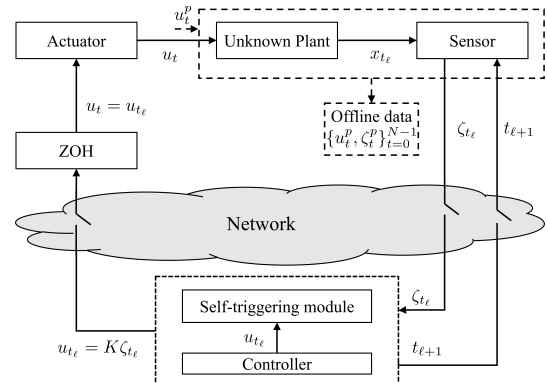 u_t^p
Actuator
Unknown Plant
Sensor
u_t
x_{t_ℓ}
u_t = u_{t_ℓ}
Offline data
{u_t^p, ζ_t^p}_{t=0}^{N-1}
ζ_{t_ℓ}
t_{ℓ+1}
ZOH
Network
ζ_{t_ℓ}
Self-triggering module
u_{t_ℓ} = Kζ_{t_ℓ}
u_{t_ℓ}
t_{ℓ+1}
Controller